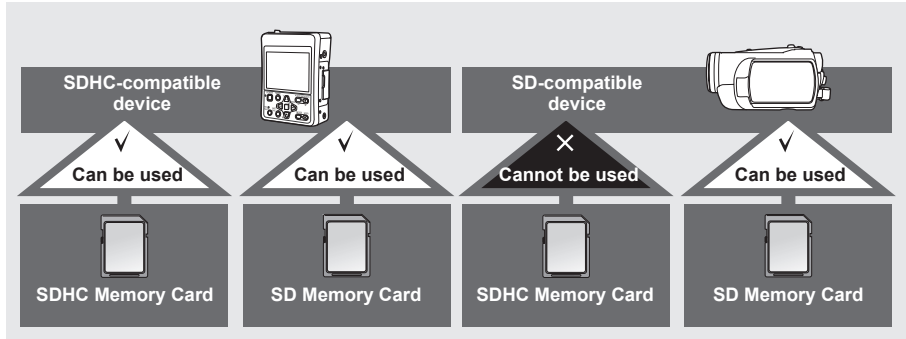 SDHC-compatible
device
SD-compatible
device
Can be used
Can be used
Cannot be used
Can be used
SDHC Memory Card
SD Memory Card
SDHC Memory Card
SD Memory Card